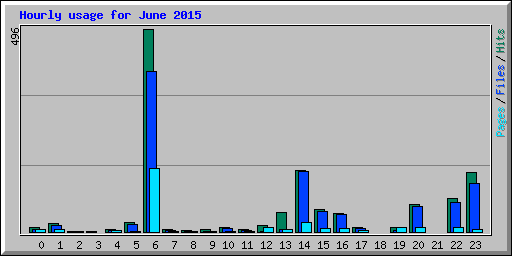 Hourly usage for June 2015
496
Pages/Files/Hits
0 1 2 3 4 5 6 7 8 9 10 11 12 13 14 15 16 17 18 19 20 21 22 23